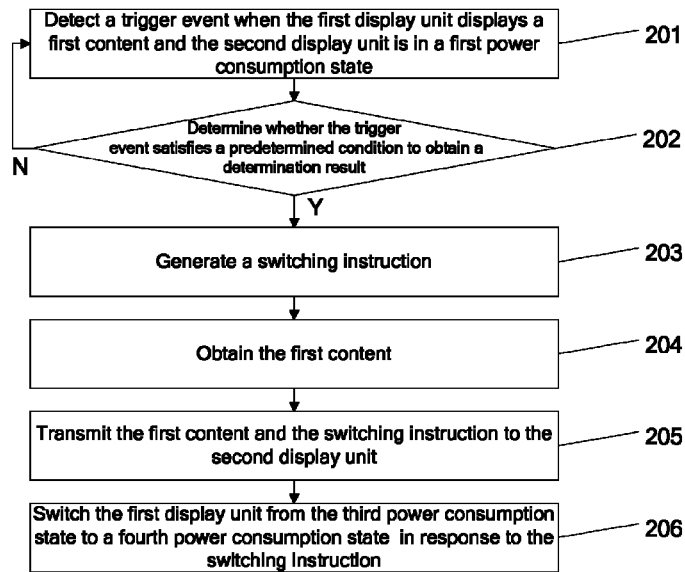 Detect a trigger event when the first display unit displays a
first content and the second display unit is in a first power
consumption state
201
Determine whether the trigger
event satisfies a predetermined condition to obtain a
determination result
202
N
Y
Generate a switching instruction
203
Obtain the first content
204
Transmit the first content and the switching instruction to the
second display unit
205
Switch the first display unit from the third power consumption
state to a fourth power consumption state in response to the
switching instruction
206